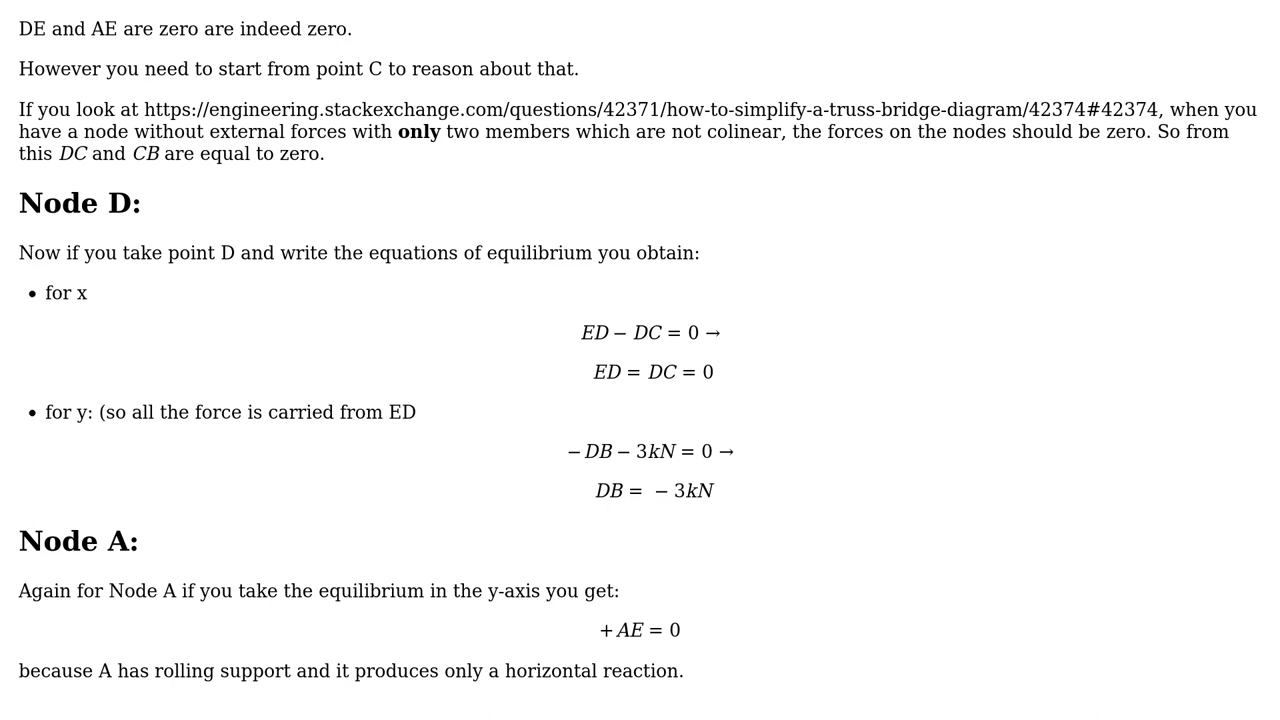 DE and AE are zero are indeed zero.
However you need to start from point C to reason about that.
If you look at https://engineering.stackexchange.com/questions/42371/how-to-simplify-a-truss-bridge-diagram/42374#42374, when you
have a node without external forces with only two members which are not colinear, the forces on the nodes should be zero. So from
this DC and CB are equal to zero.
Node D:
Now if you take point D and write the equations of equilibrium you obtain:
• for x
ED − DC = 0 →
ED = DC = 0
• for y: (so all the force is carried from ED
− DB − 3kN = 0 →
DB = − 3kN
Node A:
Again for Node A if you take the equilibrium in the y-axis you get:
+ AE = 0
because A has rolling support and it produces only a horizontal reaction.